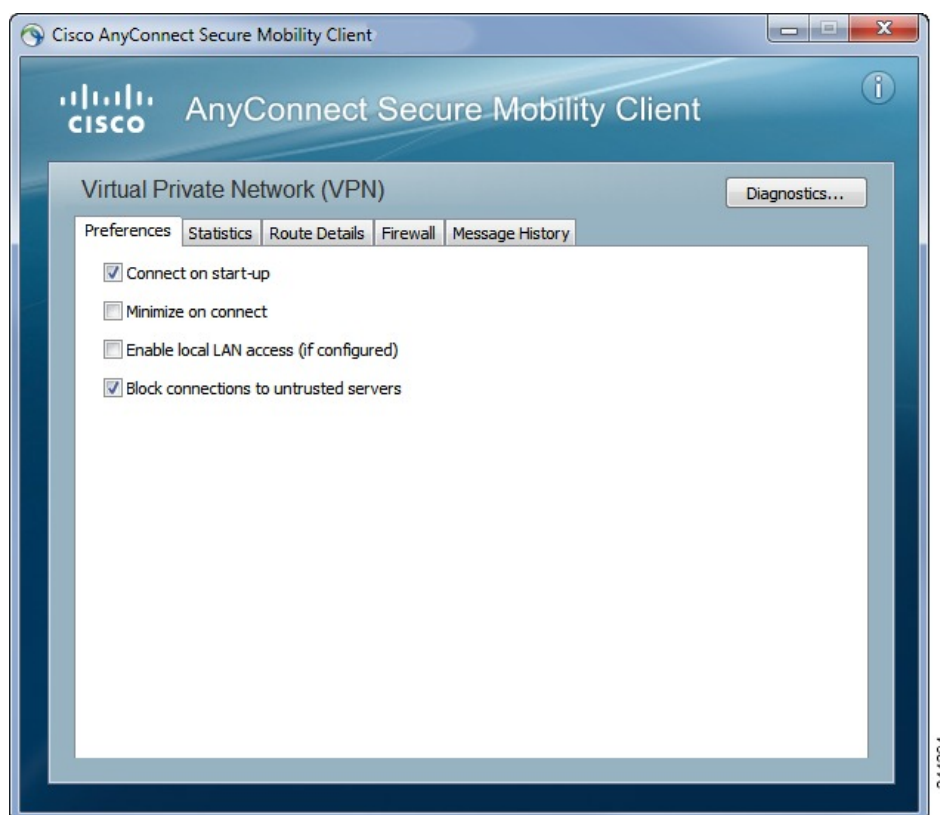 Cisco AnyConnect Secure Mobility Client
CISCO AnyConnect Secure Mobility Client
Virtual Private Network (VPN)
Diagnostics...
Preferences Statistics Route Details Firewall Message History
Connect on start-up
Minimize on connect
Enable local LAN access (if configured)
Block connections to untrusted servers